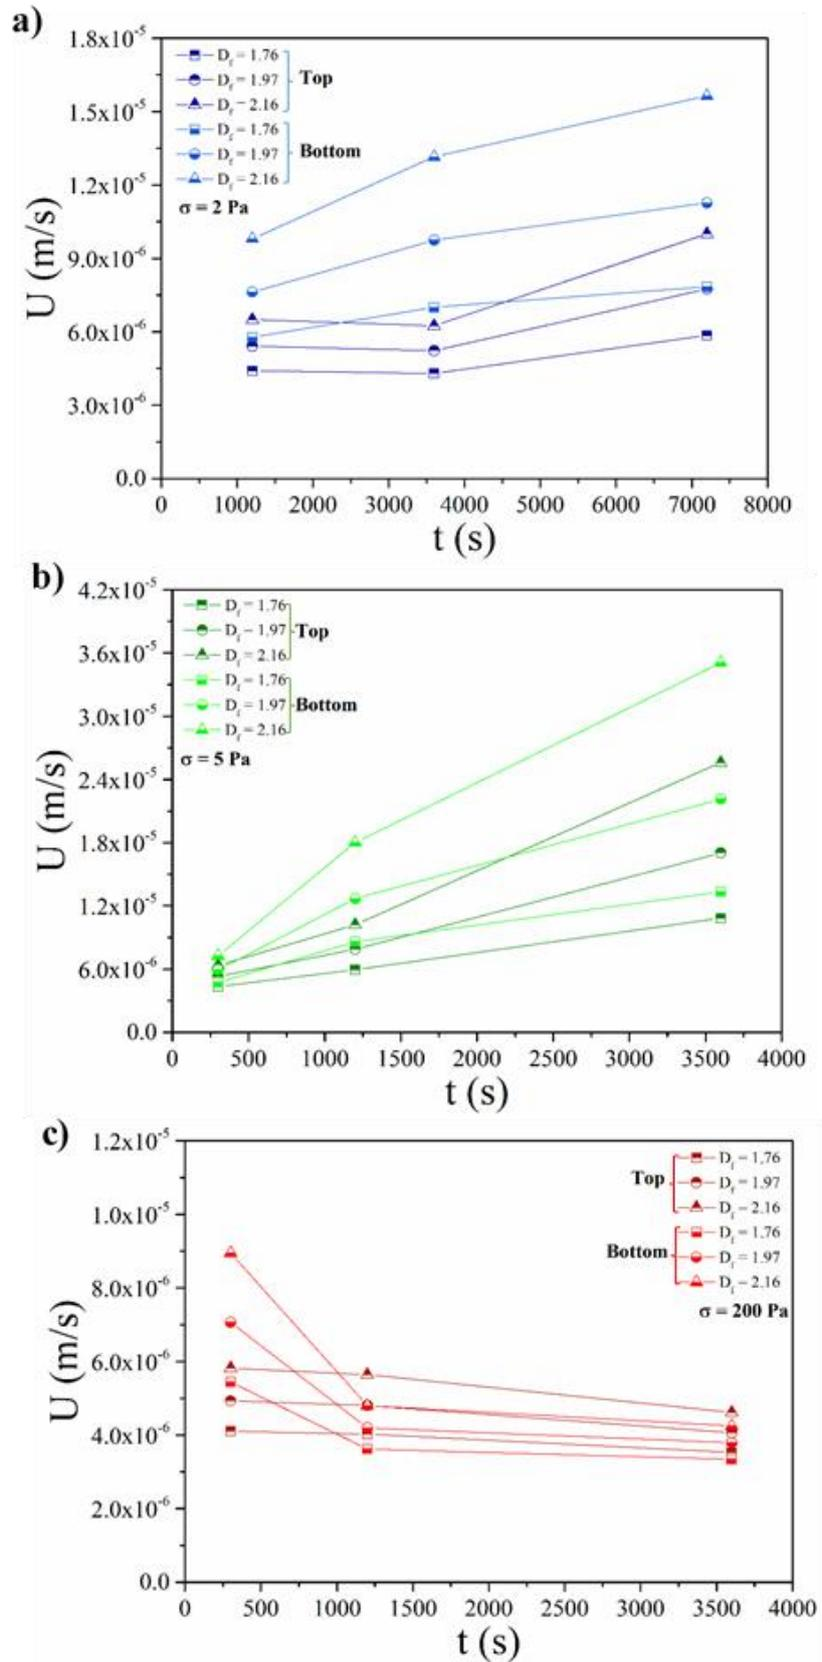 a)
1.8x10⁻⁵
1.5x10⁻⁵
1.2x10⁻⁵
9.0x10⁻⁶
6.0x10⁻⁶
3.0x10⁻⁶
0.0
U (m/s)
D_f = 1.76
D_f = 1.97
D_f = 2.16
Top
D_f = 1.76
D_f = 1.97
D_f = 2.16
Bottom
σ = 2 Pa
0 1000 2000 3000 4000 5000 6000 7000 8000
t (s)
b)
4.2x10⁻⁵
3.6x10⁻⁵
3.0x10⁻⁵
2.4x10⁻⁵
1.8x10⁻⁵
1.2x10⁻⁵
6.0x10⁻⁶
0.0
U (m/s)
D_f = 1.76
D_f = 1.97
D_f = 2.16
Top
D_f = 1.76
D_f = 1.97
D_f = 2.16
Bottom
σ = 5 Pa
0 500 1000 1500 2000 2500 3000 3500 4000
t (s)
c)
1.2x10⁻⁵
1.0x10⁻⁵
8.0x10⁻⁶
6.0x10⁻⁶
4.0x10⁻⁶
2.0x10⁻⁶
0.0
U (m/s)
Top
D_f = 1.76
D_f = 1.97
D_f = 2.16
Bottom
D_f = 1.76
D_f = 1.97
D_f = 2.16
σ = 200 Pa
0 500 1000 1500 2000 2500 3000 3500 4000
t (s)